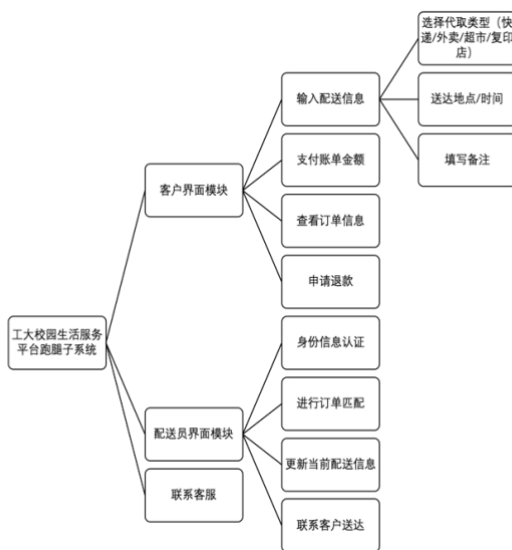 选择代取类型（快
递/外卖/超市/复印
店）
输入配送信息
送达地点/时间
支付账单金额
填写备注
客户界面模块
查看订单信息
申请退款
工大校园生活服务
平台跑腿子系统
身份信息认证
进行订单匹配
配送员界面模块
更新当前配送信息
联系客服
联系客户送达